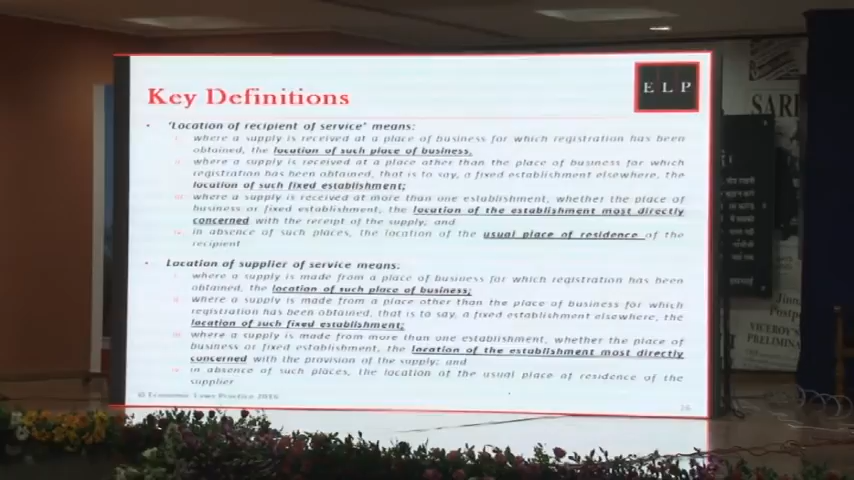 Key Definitions
ELP
• 'Location of recipient of service' means:
i. where a supply is received at a place of business for which registration has been
obtained, the location of such place of business,
ii. where a supply is received at a place other than the place of business for which
registration has been obtained, that is to say, a fixed establishment elsewhere, the
location of such fixed establishment;
iii. where a supply is received at more than one establishment, whether the place of
business or fixed establishment, the location of the establishment most directly
concerned with the receipt of the supply; and
iv. in absence of such places, the location of the usual place of residence of the
recipient
• Location of supplier of service means:
i. where a supply is made from a place of business for which registration has been
obtained, the location of such place of business;
ii. where a supply is made from a place other than the place of business for which
registration has been obtained, that is to say, a fixed establishment elsewhere, the
location of such fixed establishment;
iii. where a supply is made from more than one establishment, whether the place of
business or fixed establishment, the location of the establishment most directly
concerned with the provision of the supply; and
iv. in absence of such places, the location of the usual place of residence of the
supplier
© Economic Laws Practice 2016
Postp
VICEROY'S
PRELIMINA